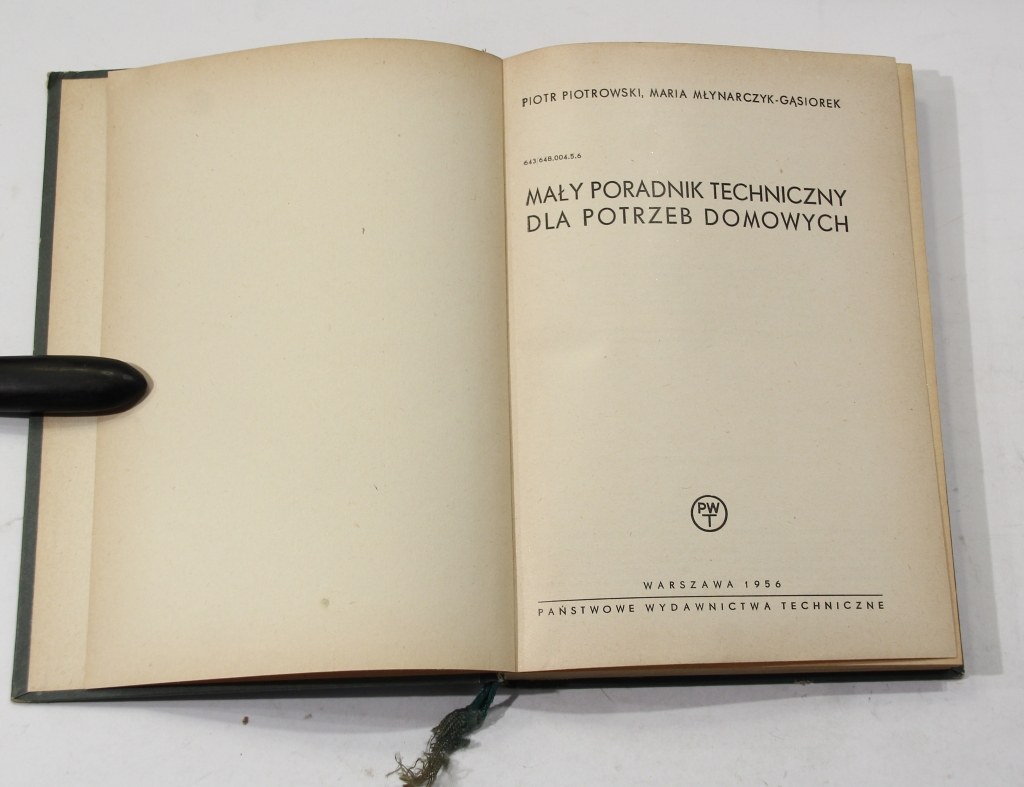 PIOTR PIOTROWSKI, MARIA MŁYNARCZYK-GĄSIOREK
643/648.004.5.6
MAŁY PORADNIK TECHNICZNY
DLA POTRZEB DOMOWYCH
PW
T
WARSZAWA 1956
PAŃSTWOWE WYDAWNICTWA TECHNICZNE